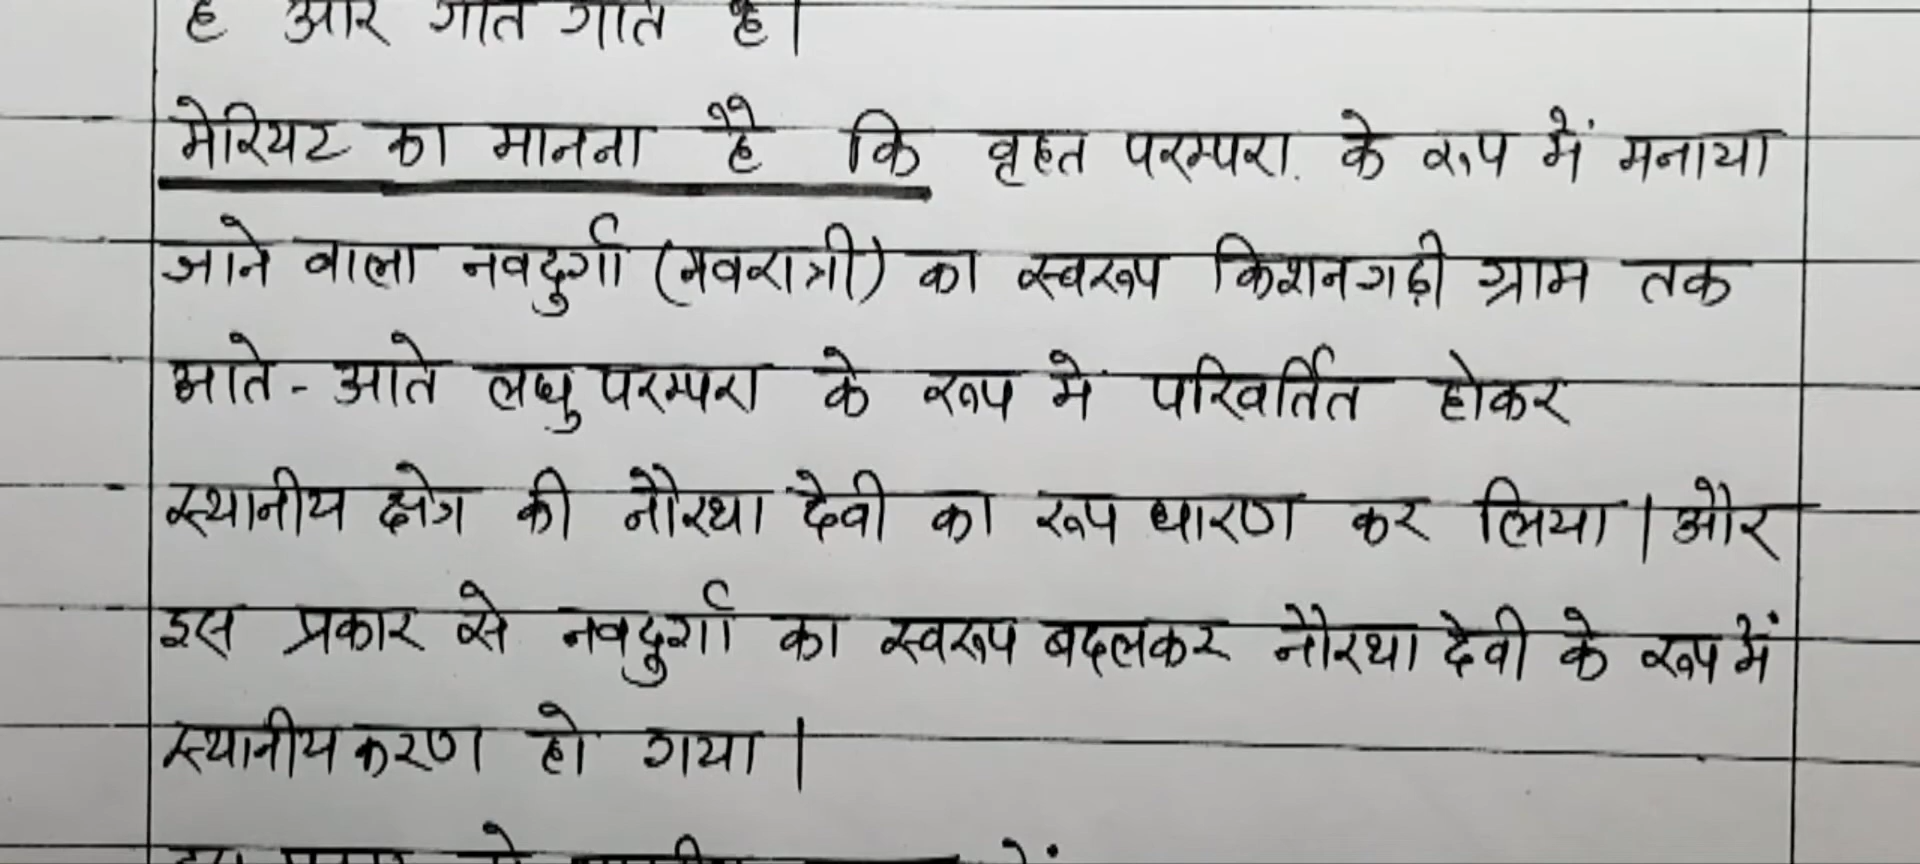 है और गीत गाते है।
मेरियट का मानना है कि वृहत परम्परा के रूप में मनाया
जाने वाला नवदुर्गा (नवरात्री) का स्वरूप किशनगढ़ी ग्राम तक
आते - आते लघु परम्परा के रूप मे परिवर्तित होकर
स्थानीय क्षेत्र की नौरथा देवी का रूप धारण कर लिया । और
इस प्रकार से नवदुर्गा का स्वरूप बदलकर नौरथा देवी के रूप में
स्थानीयकरण हो गया ।